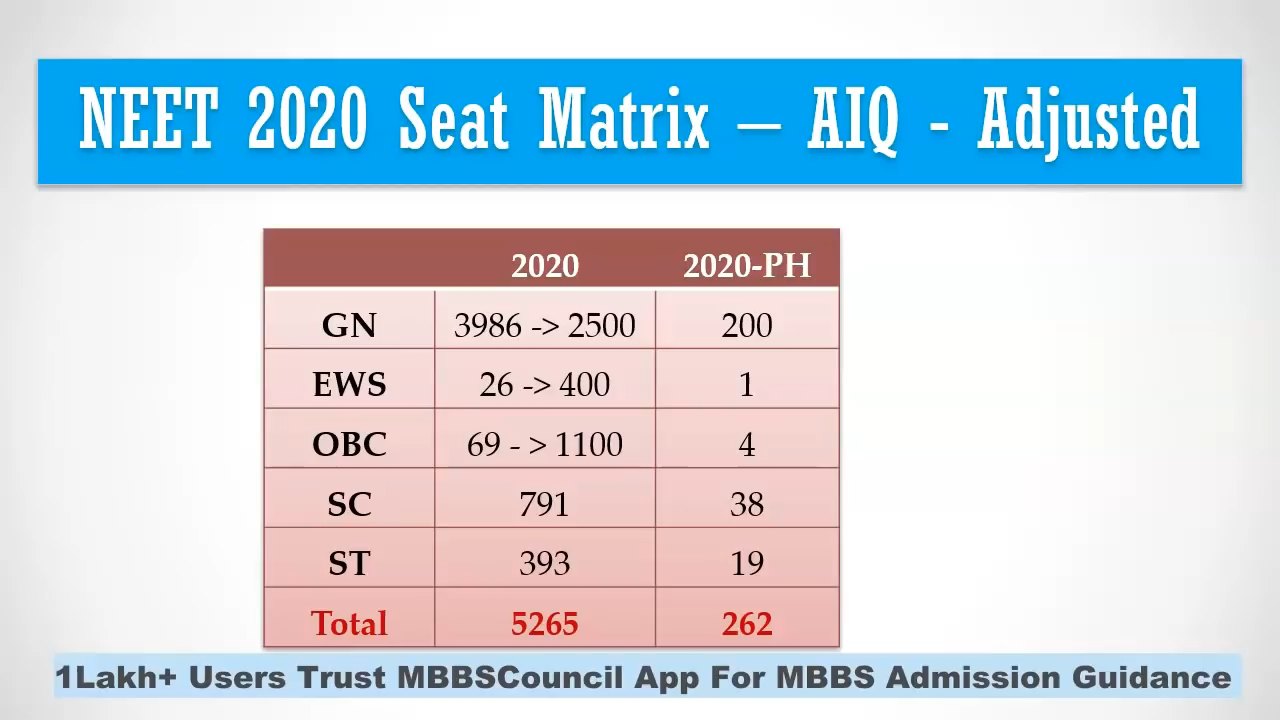 NEET 2020 Seat Matrix – AIQ - Adjusted
2020 2020-PH
GN 3986 -> 2500 200
EWS 26 -> 400 1
OBC 69 - > 1100 4
SC 791 38
ST 393 19
Total 5265 262
1Lakh+ Users Trust MBBSCouncil App For MBBS Admission Guidance